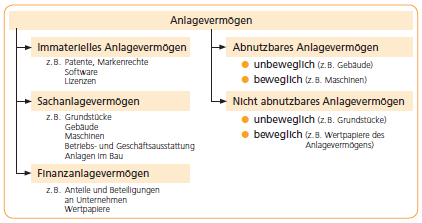 Anlagevermögen
Immaterielles Anlagevermögen
z. B. Patente, Markenrechte
Software
Lizenzen
Sachanlagevermögen
z. B. Grundstücke
Gebäude
Maschinen
Betriebs- und Geschäftsausstattung
Anlagen im Bau
Finanzanlagevermögen
z. B. Anteile und Beteiligungen
an Unternehmen
Wertpapiere
Abnutzbares Anlagevermögen
● unbeweglich (z. B. Gebäude)
● beweglich (z. B. Maschinen)
Nicht abnutzbares Anlagevermögen
● unbeweglich (z. B. Grundstücke)
● beweglich (z. B. Wertpapiere des
Anlagevermögens)